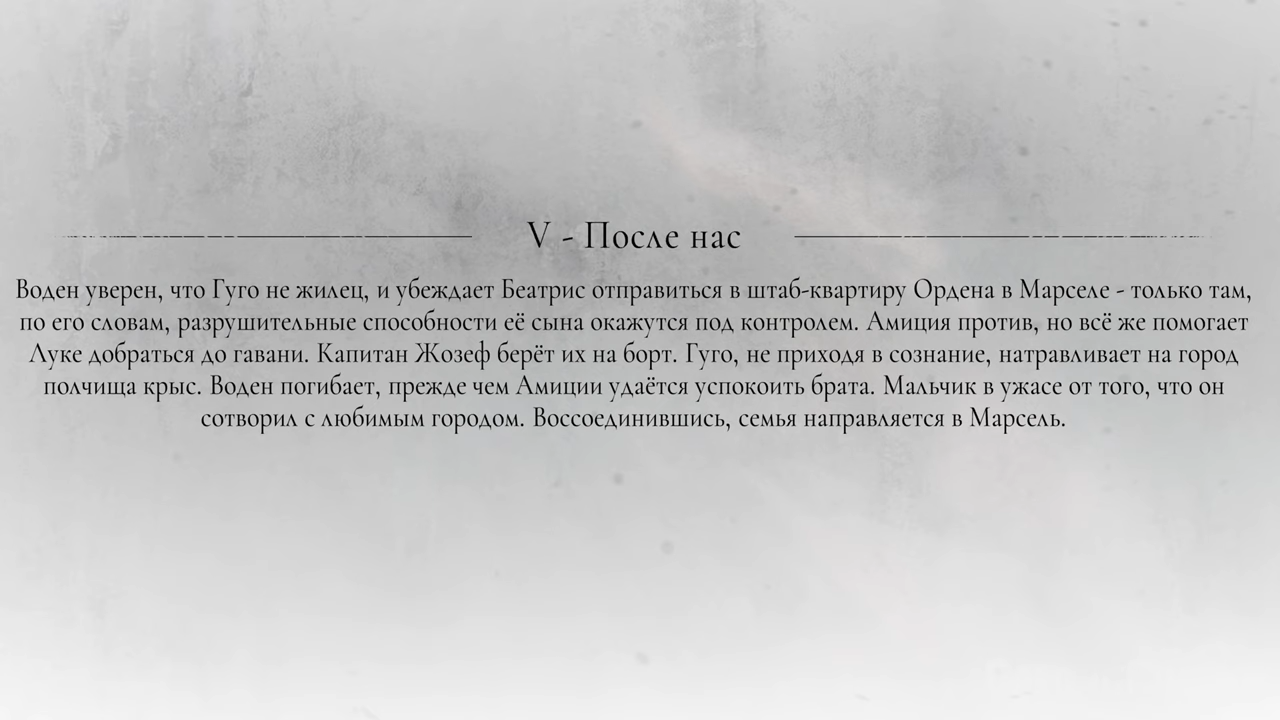 V - После нас
Воден уверен, что Гуго не жилец, и убеждает Беатрис отправиться в штаб-квартиру Ордена в Марселе - только там,
по его словам, разрушительные способности её сына окажутся под контролем. Амиция против, но всё же помогает
Луке добраться до гавани. Капитан Жозеф берёт их на борт. Гуго, не приходя в сознание, натравливает на город
полчища крыс. Воден погибает, прежде чем Амиции удаётся успокоить брата. Мальчик в ужасе от того, что он
сотворил с любимым городом. Воссоединившись, семья направляется в Марсель.